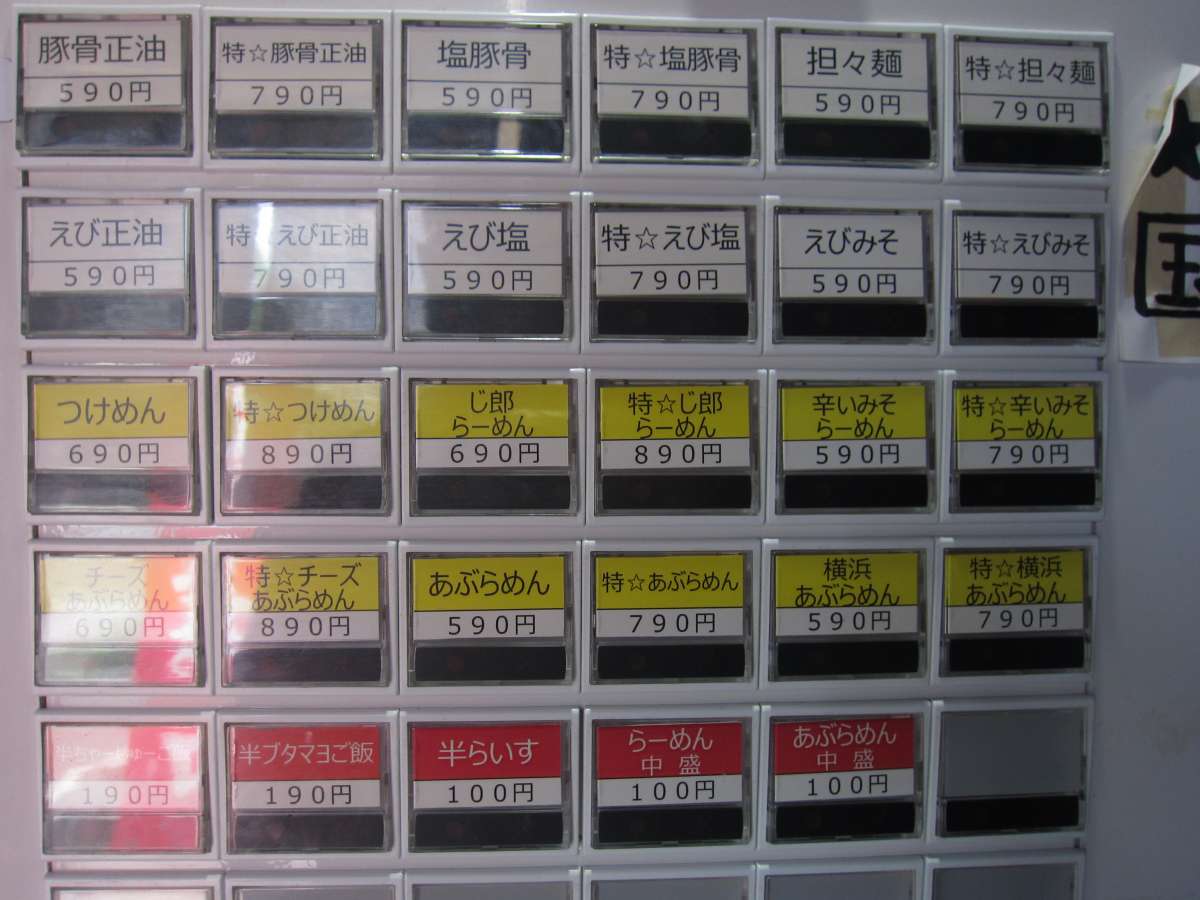 豚骨正油
590円
特☆豚骨正油
790円
塩豚骨
590円
特☆塩豚骨
790円
担々麺
590円
特☆担々麺
790円
えび正油
590円
特 えび正油
790円
えび塩
590円
特☆えび塩
790円
えびみそ
590円
特☆えびみそ
790円
つけめん
690円
特☆つけめん
890円
じ郎
らーめん
690円
特☆じ郎
らーめん
890円
辛いみそ
らーめん
590円
特☆辛いみそ
らーめん
790円
チーズ
あぶらめん
690円
特☆チーズ
あぶらめん
890円
あぶらめん
590円
特☆あぶらめん
790円
横浜
あぶらめん
590円
特☆横浜
あぶらめん
790円
半ちゃーしゅーご飯
190円
半ブタマヨご飯
190円
半らいす
100円
らーめん
中 盛
100円
あぶらめん
中 盛
100円